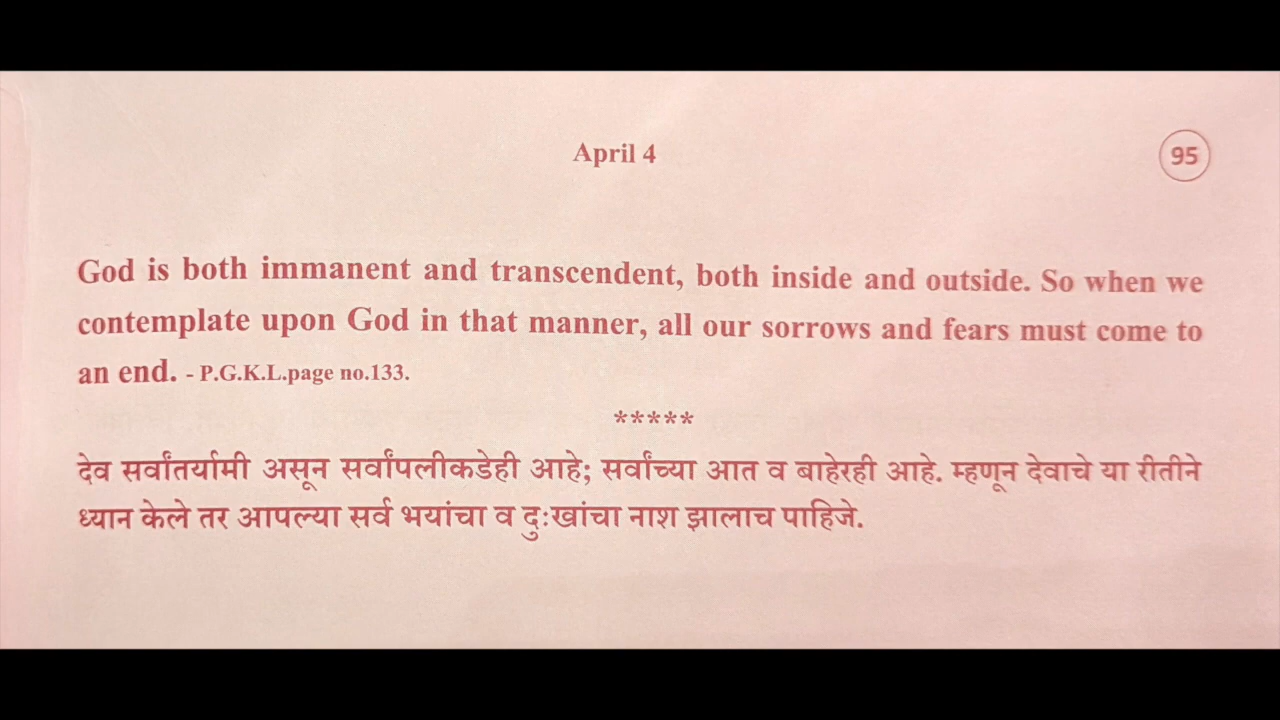 April 4
95
God is both immanent and transcendent, both inside and outside. So when we
contemplate upon God in that manner, all our sorrows and fears must come to
an end. - P.G.K.L.page no.133.
*****
देव सर्वांतर्यामी असून सर्वांपलीकडेही आहे; सर्वांच्या आत व बाहेरही आहे. म्हणून देवाचे या रीतीने
ध्यान केले तर आपल्या सर्व भयांचा व दुःखांचा नाश झालाच पाहिजे.